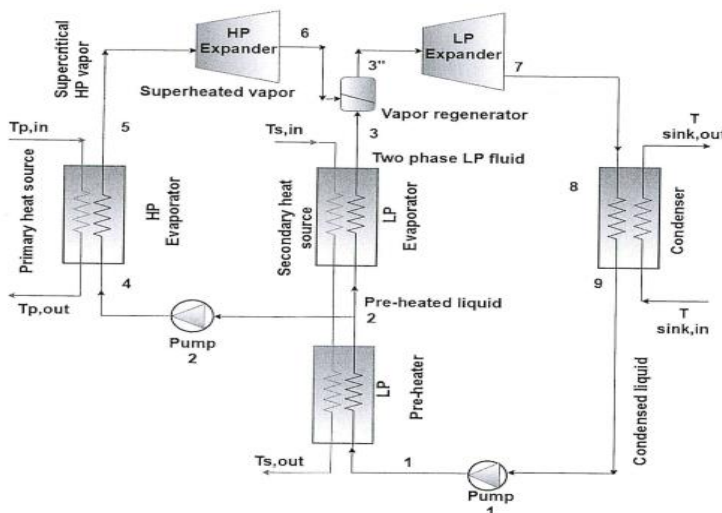 HP
Expander
6
Superheated vapor
3"
LP
Expander
7
Vapor regenerator
Supercritical
HP vapor
5
Tp,in
Primary heat source
HP
Evaporator
4
Tp,out
Ts,in
3
Two phase LP fluid
Secondary heat
source
LP
Evaporator
Pre-heated liquid
2
Pump
2
LP
Pre-heater
Ts,out
1
Pump
1
T
sink,out
8
Condenser
9
T
sink,in
Condensed liquid